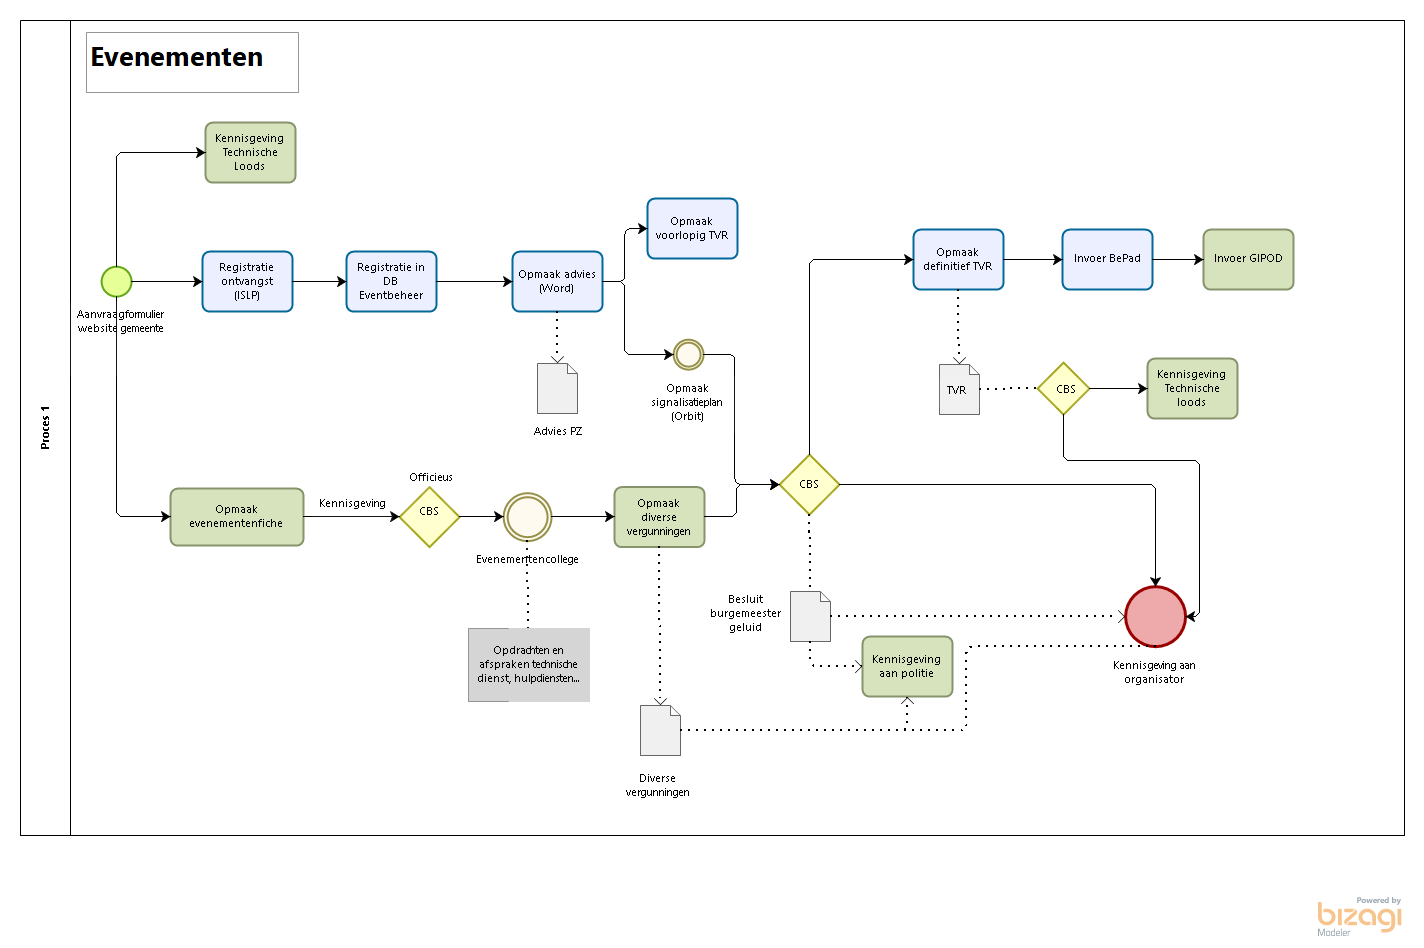 Evenementen
Proces 1
Kennisgeving
Technische
Loods
Aanvraagformulier
website gemeente
Registratie
ontvangst
(ISLP)
Registratie in
DB
Eventbeheer
Opmaak advies
(Word)
Opmaak
voorlopig TVR
Advies PZ
Opmaak
signalisatieplan
(Orbit)
Opmaak
definitief TVR
Invoer BePad
Invoer GIPOD
TVR
CBS
Kennisgeving
Technische
loods
Opmaak
evenementenfiche
Kennisgeving
Officieus
CBS
Evenementencollege
Opmaak
diverse
vergunningen
CBS
Opdrachten en
afspraken technische
dienst, hulpdiensten...
Besluit
burgemeester
geluid
Kennisgeving
aan politie
Kennisgeving aan
organisator
Diverse
vergunningen
Powered by
bizagi
Modeler